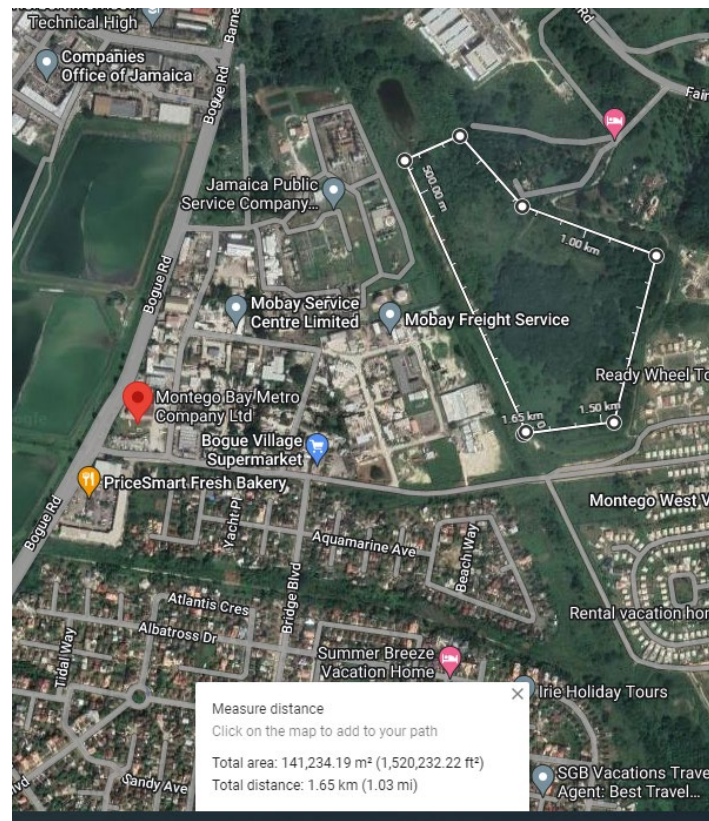 Technical High
Companies
Office of Jamaica
Bogue Rd
Barne
Rd
Fair
Jamaica Public
Service Company...
500.00 m
1.00 km
Bogue Rd
Mobay Service
Centre Limited
Mobay Freight Service
Ready Wheel To
Montego Bay Metro
Company Ltd
1.65 km
0
1.50 km
Bogue Village
Supermarket
PriceSmart Fresh Bakery
Bogue Rd
Yacht Pl
Montego West V
Aquamarine Ave
Beach Way
Bridge Blvd
Atlantis Cres
Albatross Dr
Tidal Way
Rental vacation hom
Summer Breeze
Vacation Home
Irie Holiday Tours
Measure distance
Click on the map to add to your path
Total area: 141,234.19 m² (1,520,232.22 ft²)
Total distance: 1.65 km (1.03 mi)
Sandy Ave
lvd
SGB Vacations Trave
Agent: Best Travel...